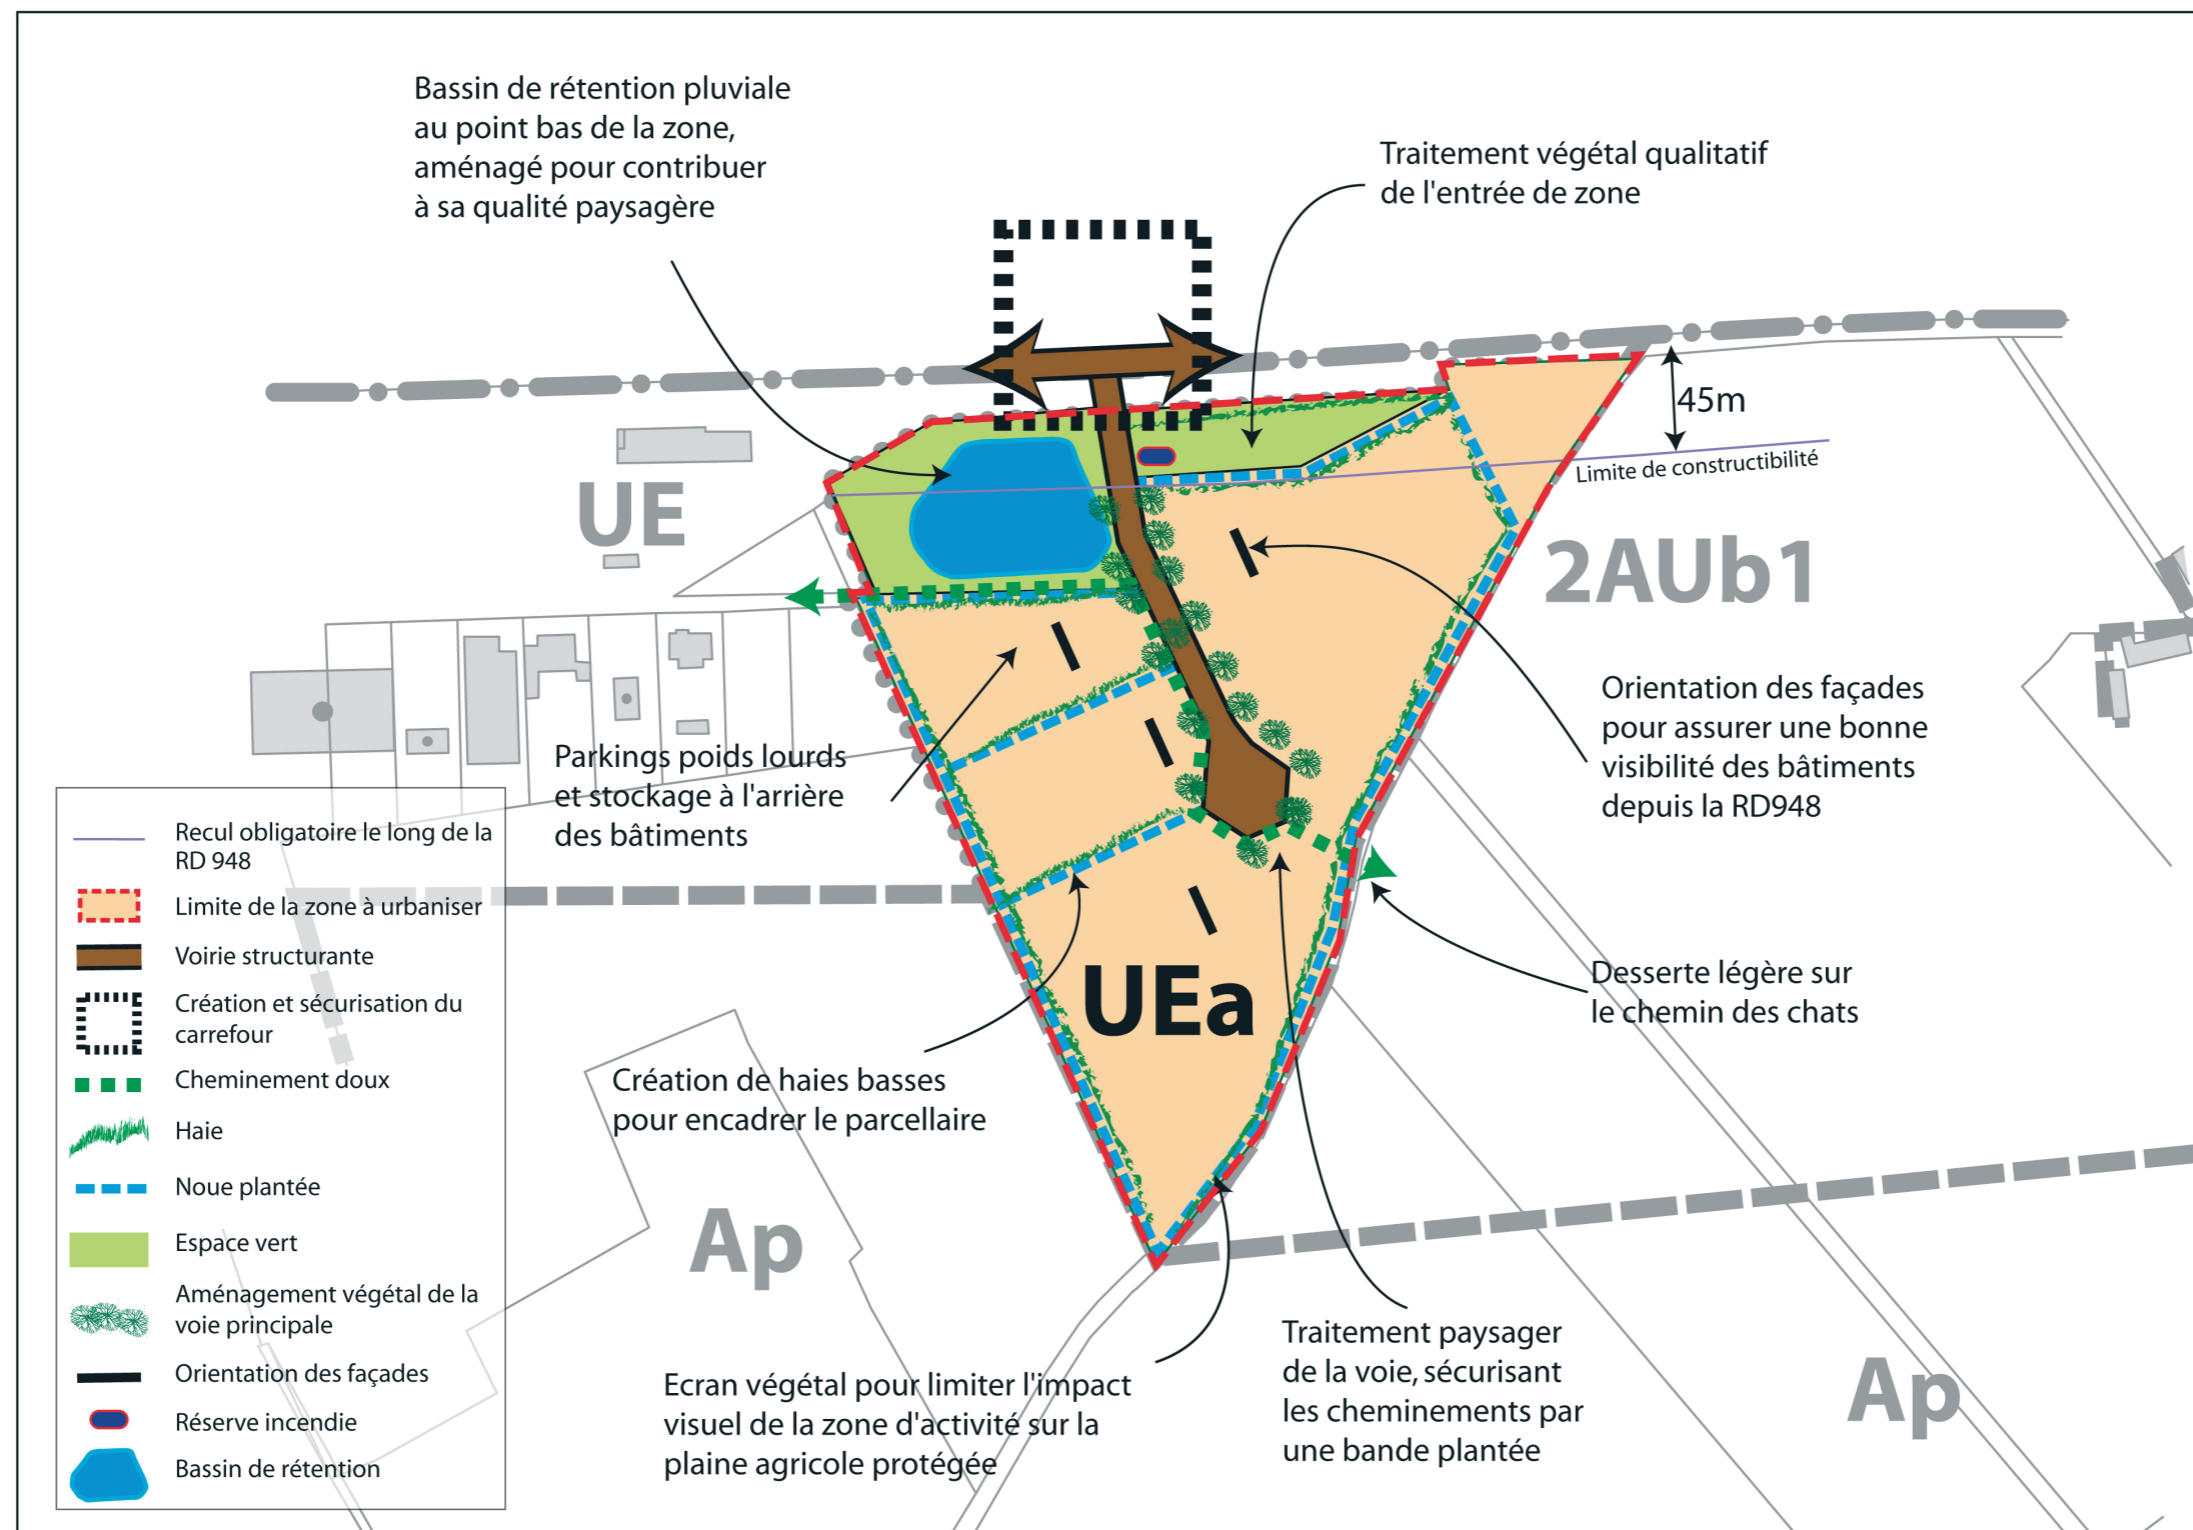 Bassin de rétention pluviale
au point bas de la zone,
aménagé pour contribuer
à sa qualité paysagère
Traitement végétal qualitatif
de l'entrée de zone
45m
Limite de constructibilité
UE
2AUb1
Orientation des façades
pour assurer une bonne
visibilité des bâtiments
depuis la RD948
Parkings poids lourds
et stockage à l'arrière
des bâtiments
UEa
Desserte légère sur
le chemin des chats
Création de haies basses
pour encadrer le parcellaire
Ap
Ap
Ecran végétal pour limiter l'impact
visuel de la zone d'activité sur la
plaine agricole protégée
Traitement paysager
de la voie, sécurisant
les cheminements par
une bande plantée
Recul obligatoire le long de la
RD 948
Limite de la zone à urbaniser
Voirie structurante
Création et sécurisation du
carrefour
Cheminement doux
Haie
Noue plantée
Espace vert
Aménagement végétal de la
voie principale
Orientation des façades
Réserve incendie
Bassin de rétention